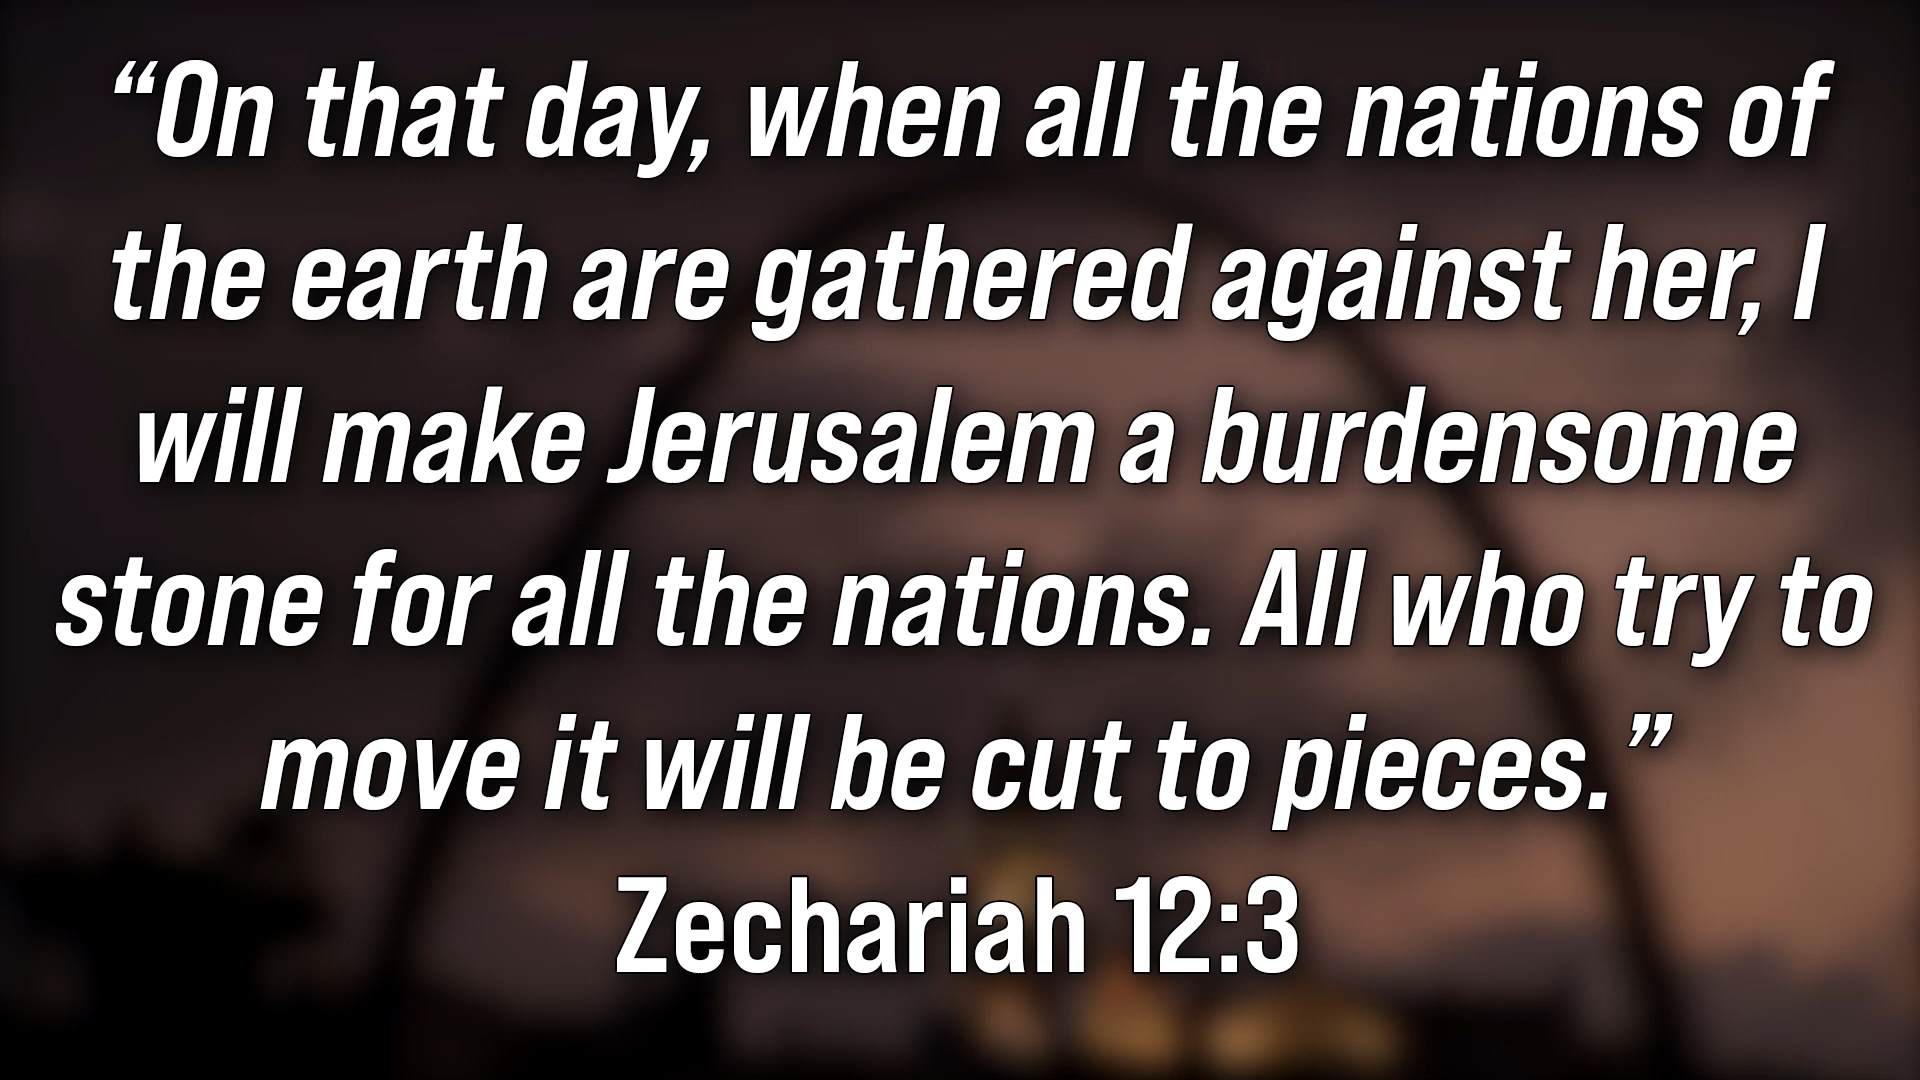 “On that day, when all the nations of
the earth are gathered against her, I
will make Jerusalem a burdensome
stone for all the nations. All who try to
move it will be cut to pieces.”
Zechariah 12:3